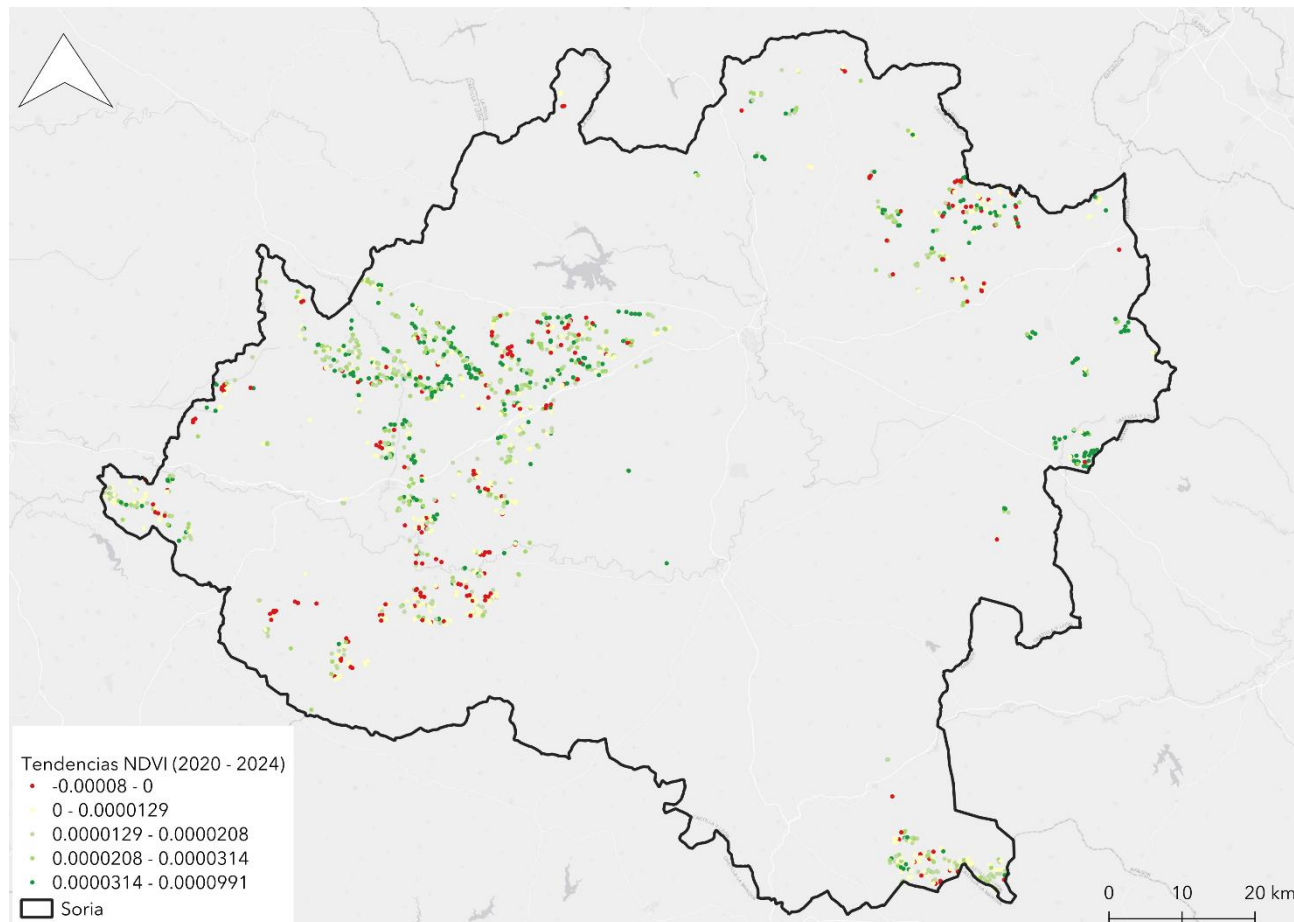 Tendencias NDVI (2020 - 2024)
-0.00008 - 0
0 - 0.0000129
0.0000129 - 0.0000208
0.0000208 - 0.0000314
0.0000314 - 0.0000991
Soria
0 10 20 km